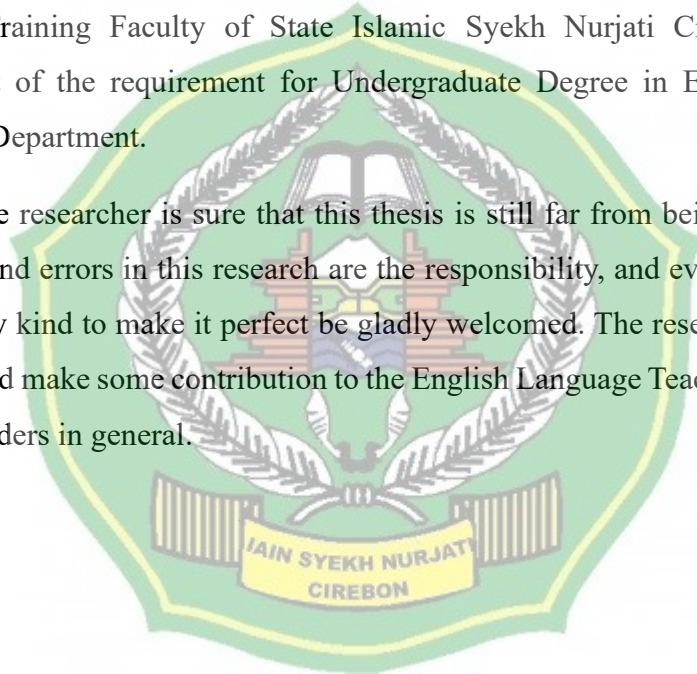 raining Faculty of State Islamic Syekh Nurjati Ci
of the requirement for Undergraduate Degree in E
Department.
e researcher is sure that this thesis is still far from bei
nd errors in this research are the responsibility, and ev
y kind to make it perfect be gladly welcomed. The rese
d make some contribution to the English Language Teac
ders in general.
IAIN SYEKH NURJATI
CIREBON